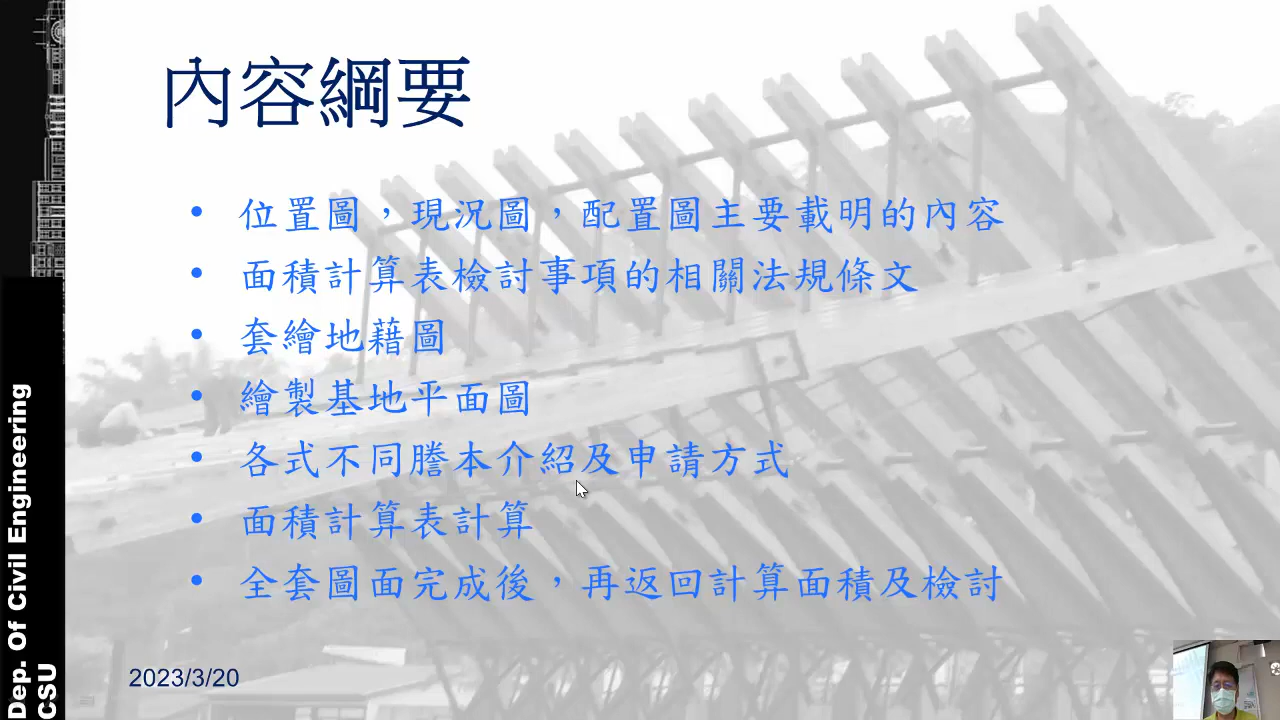 內容綱要
• 位置圖，現況圖，配置圖主要載明的內容
• 面積計算表檢討事項的相關法規條文
• 套繪地藉圖
• 繪製基地平面圖
• 各式不同謄本介紹及申請方式
• 面積計算表計算
• 全套圖面完成後，再返回計算面積及檢討
2023/3/20
Dep. Of Civil Engineering
CSU